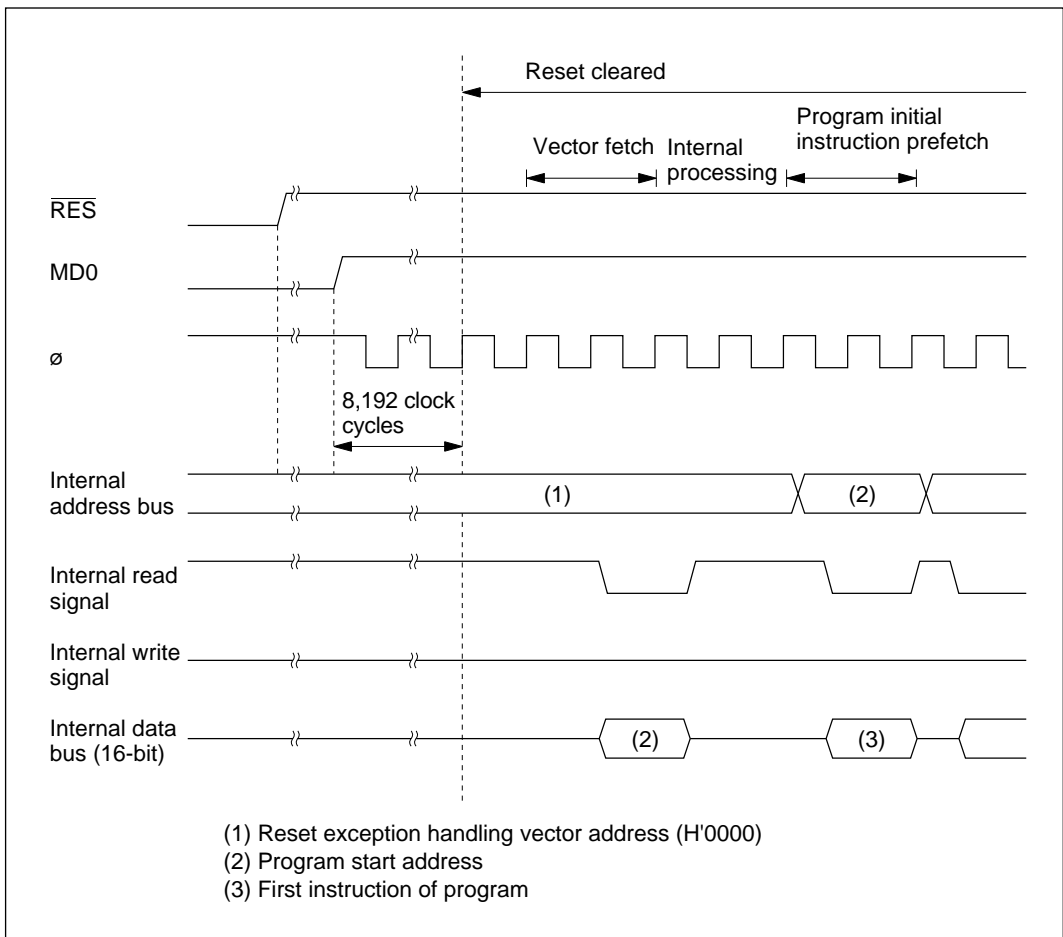 Reset cleared
Program initial
instruction prefetch
Vector fetch
Internal
processing
RES
MD0
ø
8,192 clock
cycles
Internal
address bus
(1)
(2)
Internal read
signal
Internal write
signal
Internal data
bus (16-bit)
(2)
(3)
(1) Reset exception handling vector address (H'0000)
(2) Program start address
(3) First instruction of program